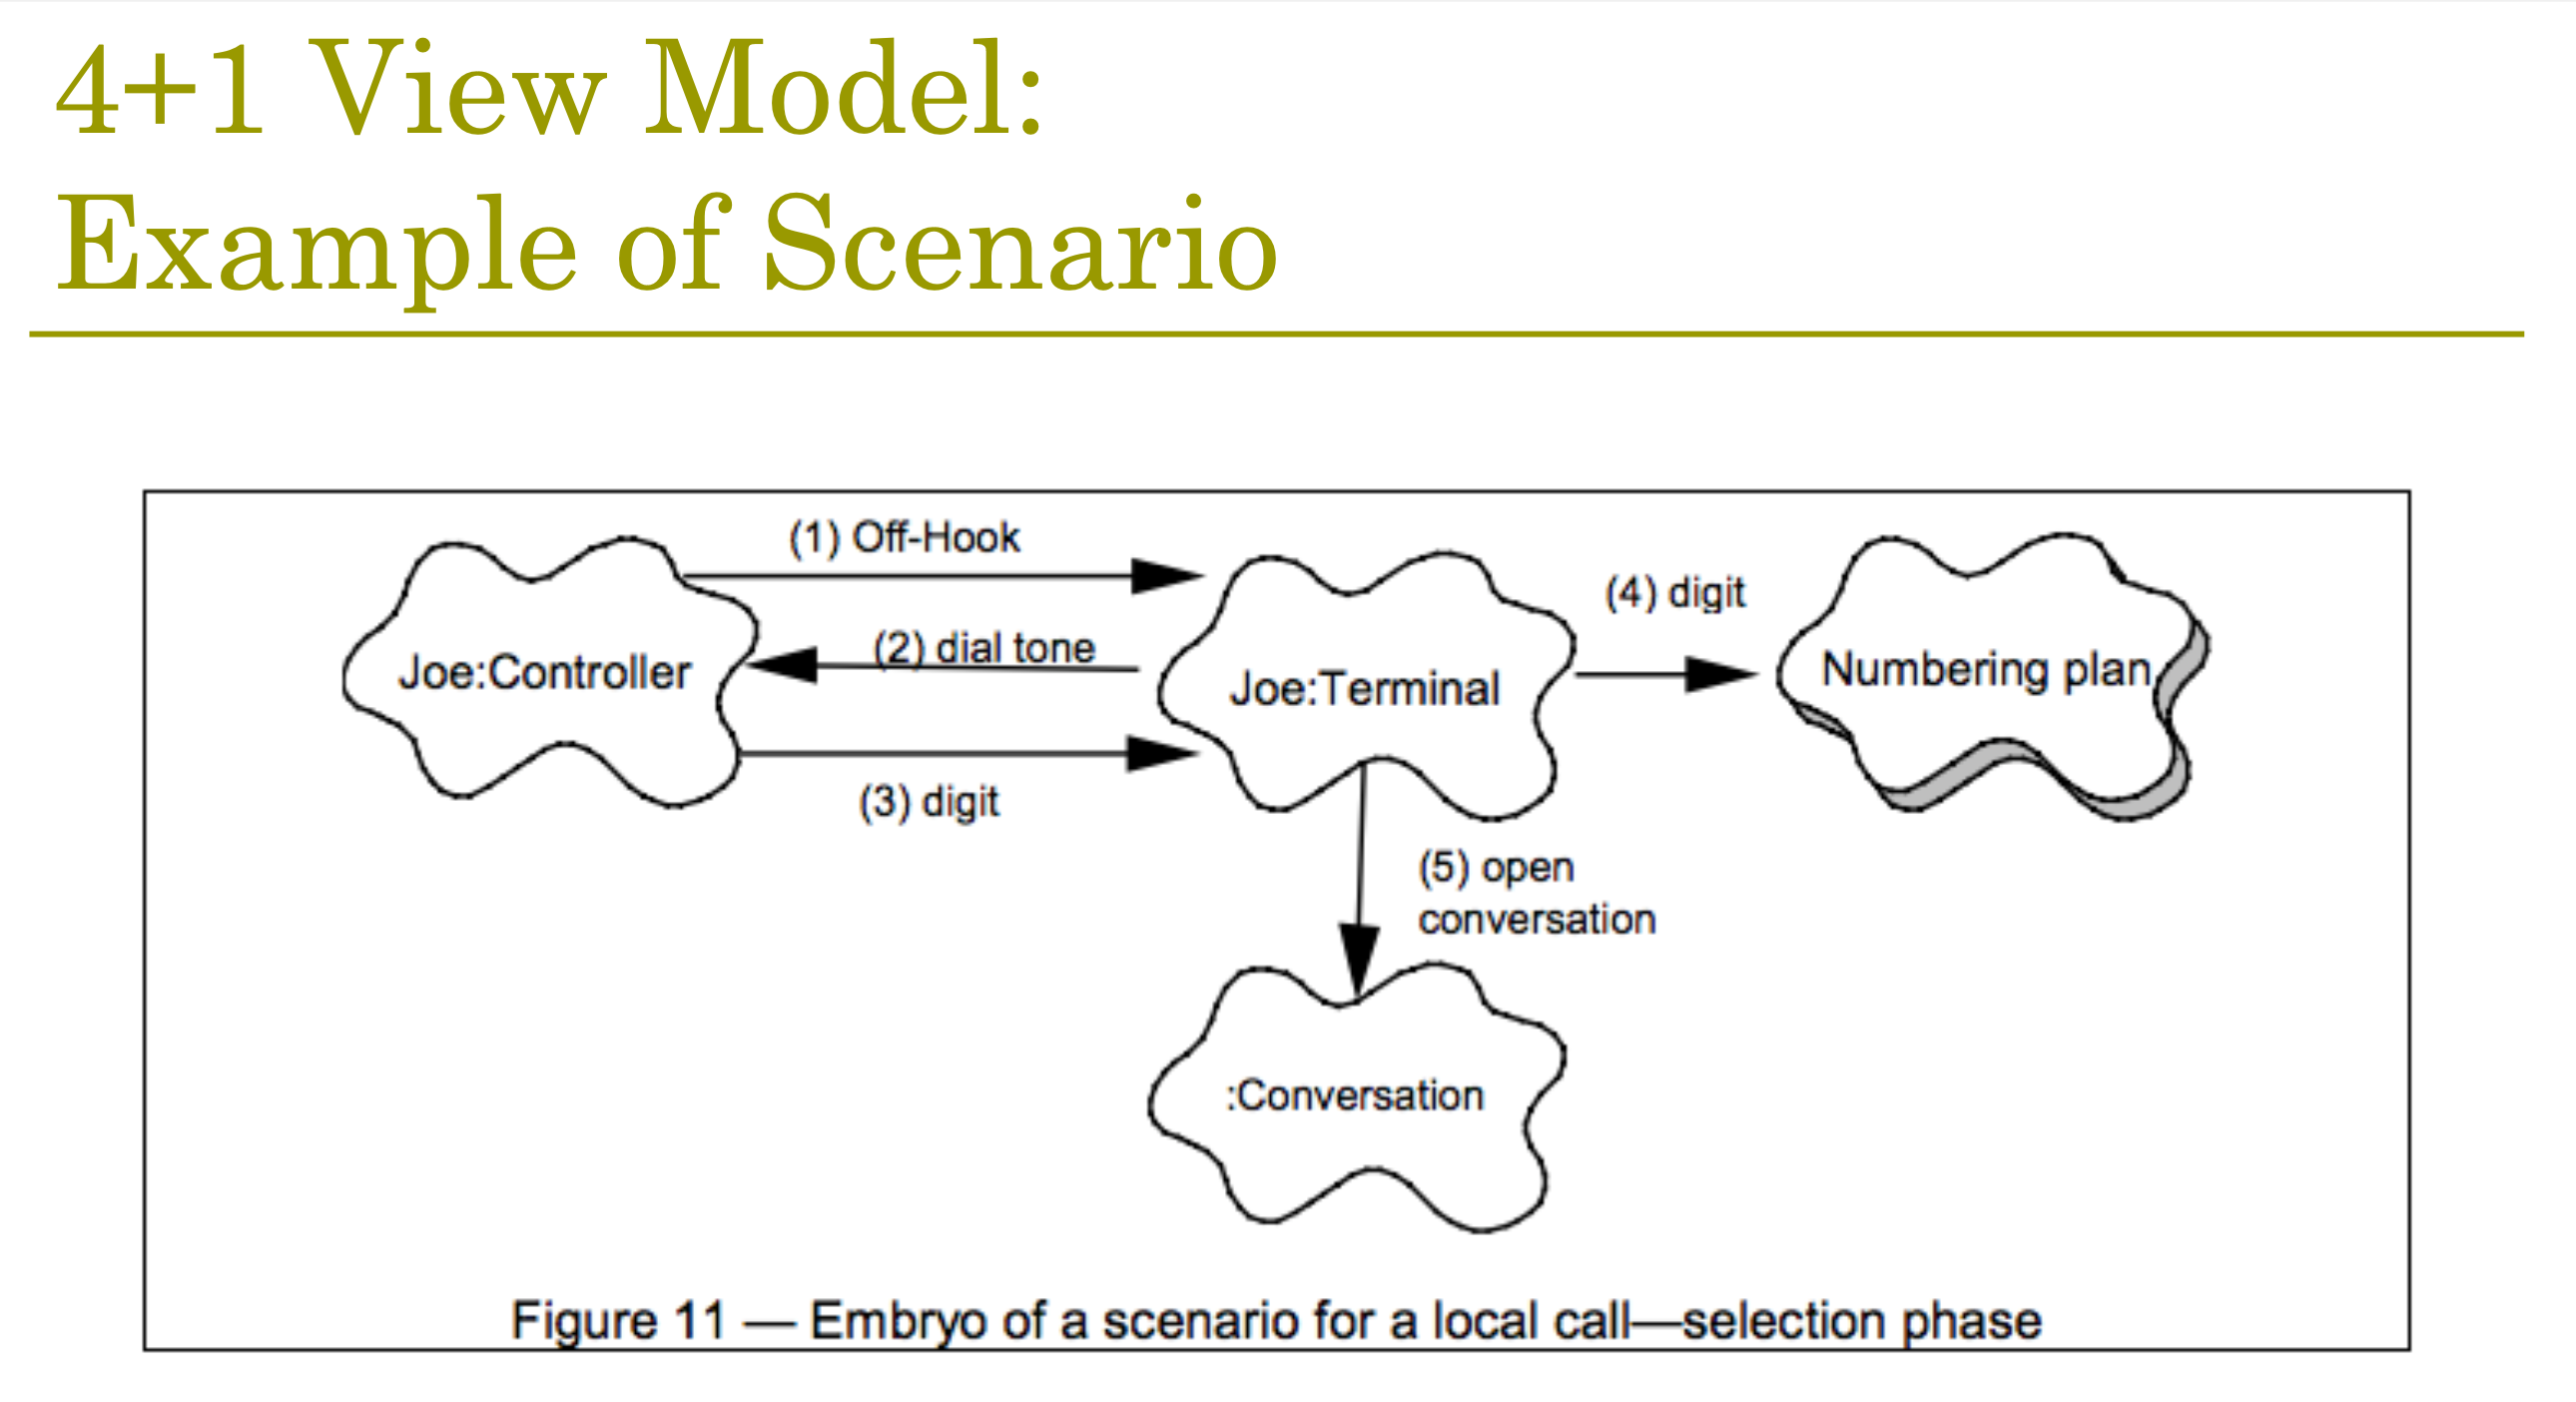 4+1 View Model:
Example of Scenario
(1) Off-Hook
(2) dial tone
(3) digit
(4) digit
Joe:Controller
Joe:Terminal
Numbering plan
(5) open
conversation
:Conversation
Figure 11 — Embryo of a scenario for a local call—selection phase